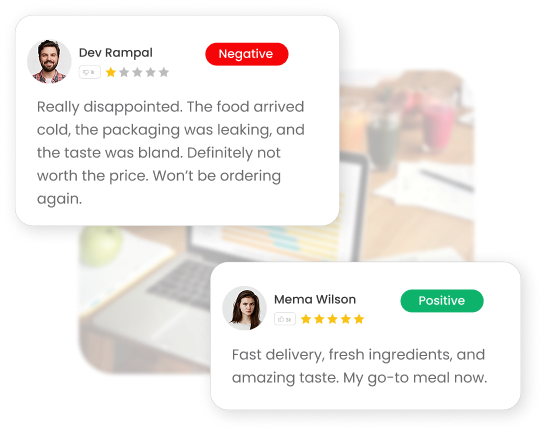 Dev Rampal
Negative
Really disappointed. The food arrived
cold, the packaging was leaking, and
the taste was bland. Definitely not
worth the price. Won’t be ordering
again.
Mema Wilson
Positive
Fast delivery, fresh ingredients, and
amazing taste. My go-to meal now.